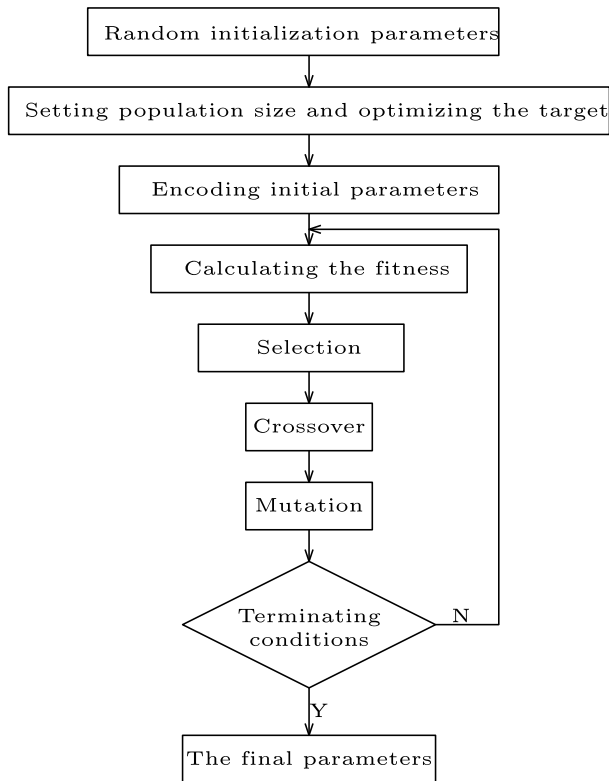 Random initialization parameters
Setting population size and optimizing the target
Encoding initial parameters
Calculating the fitness
Selection
Crossover
Mutation
Terminating
conditions
N
Y
The final parameters